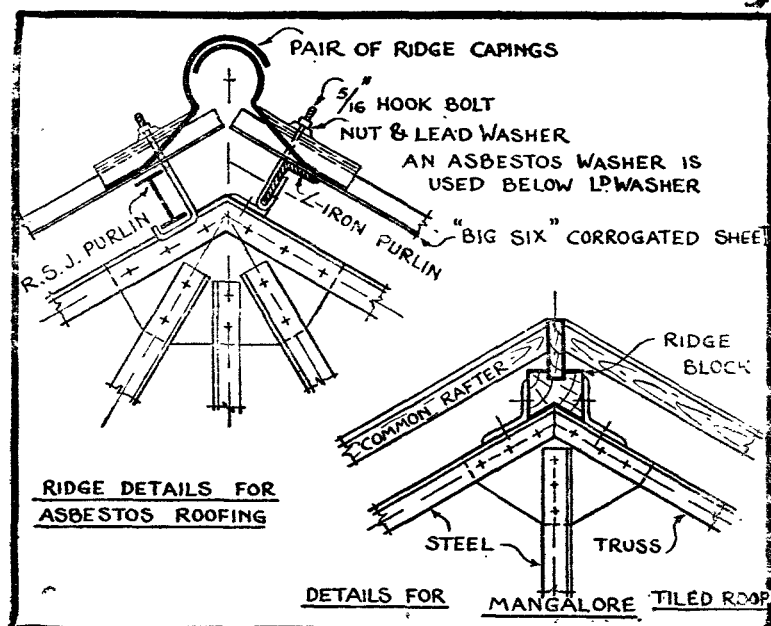 PAIR OF RIDGE CAPINGS
5/16" HOOK BOLT
NUT & LEAD WASHER
AN ASBESTOS WASHER IS
USED BELOW LD WASHER
L-IRON PURLIN
"BIG SIX" CORROGATED SHEET
R.S.J. PURLIN
RIDGE
BLOCK
COMMON RAFTER
RIDGE DETAILS FOR
ASBESTOS ROOFING
STEEL
TRUSS
DETAILS FOR MANGALORE TILED ROOF